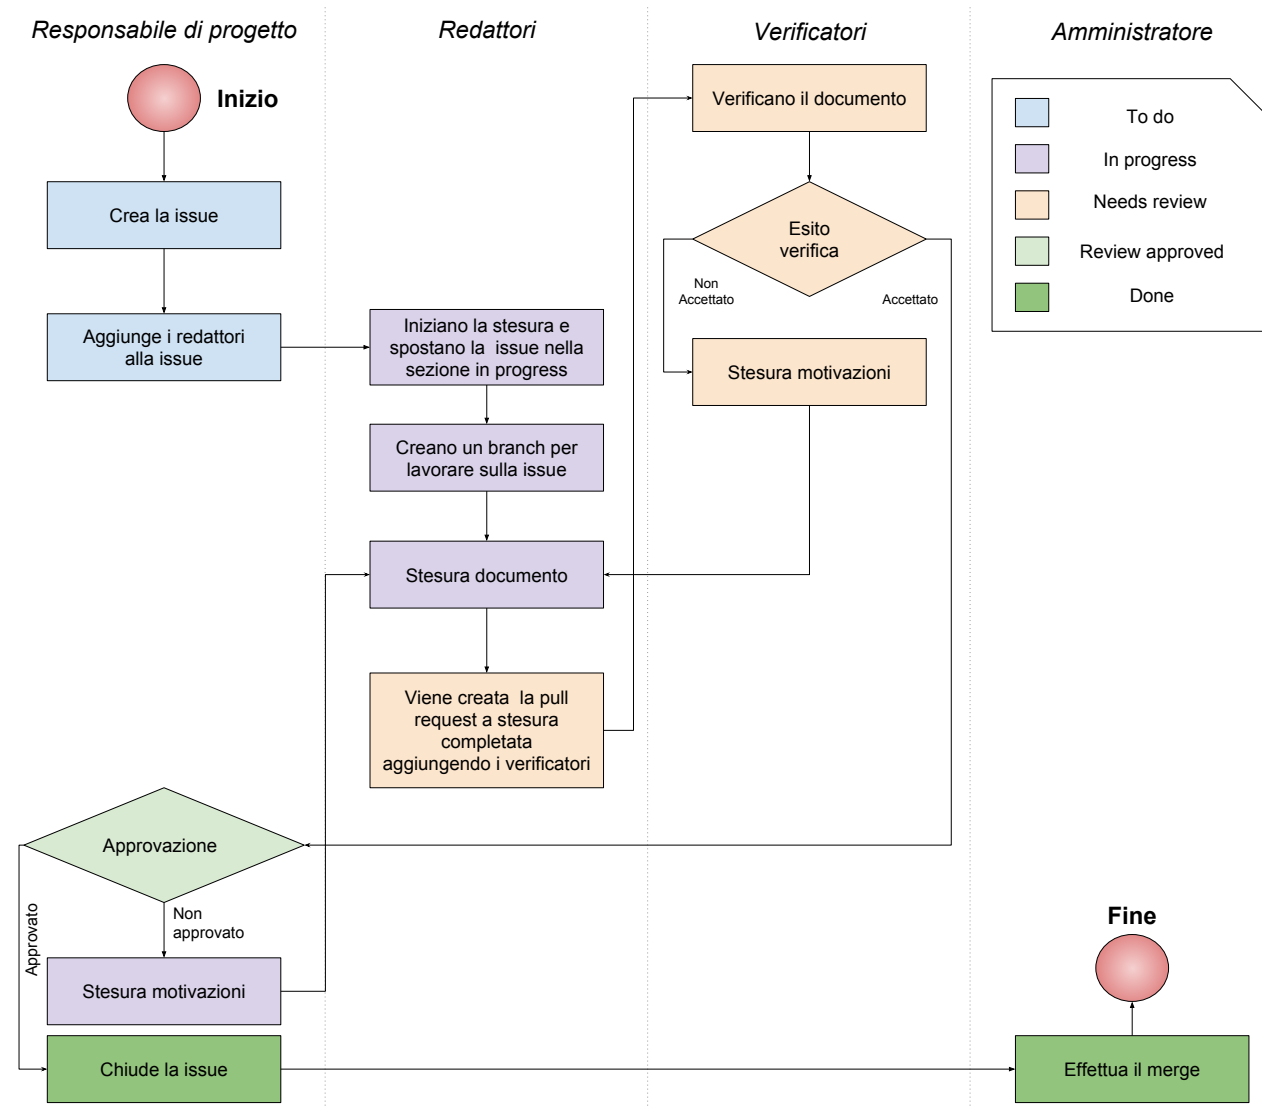 Responsabile di progetto
Redattori
Verificatori
Amministratore
Inizio
Crea la issue
Aggiunge i redattori
alla issue
Iniziano la stesura e
spostano la issue nella
sezione in progress
Creano un branch per
lavorare sulla issue
Stesura documento
Viene creata la pull
request a stesura
completata
aggiungendo i verificatori
Verificano il documento
Esito
verifica
Non
Accettato
Accettato
Stesura motivazioni
To do
In progress
Needs review
Review approved
Done
Approvazione
Approvato
Non
approvato
Stesura motivazioni
Chiude la issue
Effettua il merge
Fine